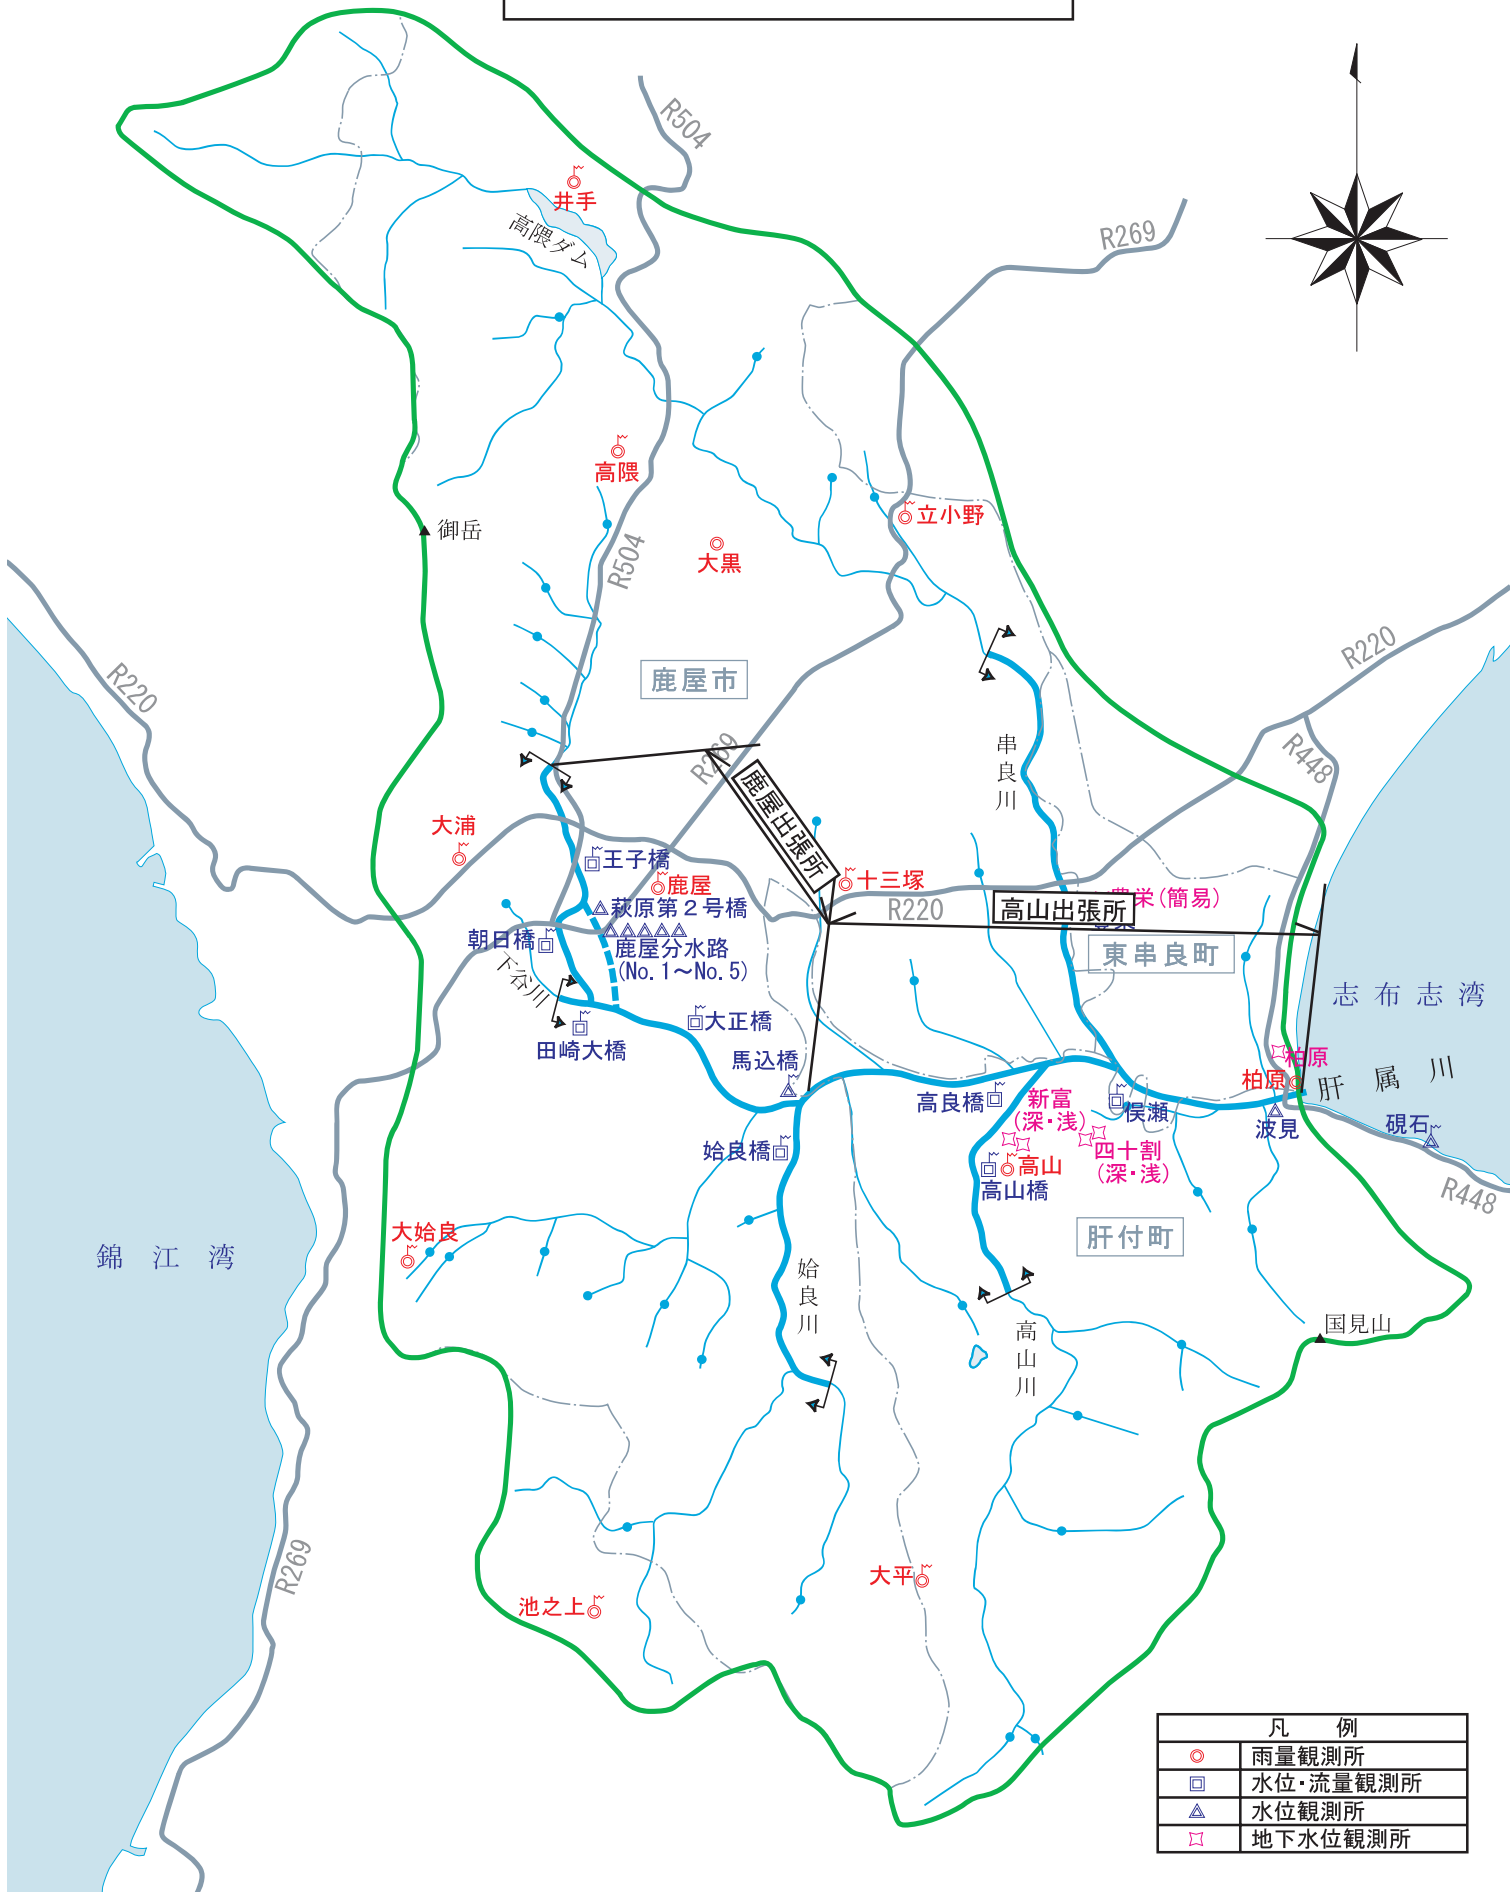 R504
井手
高隈ダム
R269
高隈
立小野
御岳
大黒
R504
鹿屋市
R220
R220
R448
R269
串良川
鹿屋出張所
大浦
王子橋
鹿屋
十三塚
R220
高山出張所
豊栄(簡易)
萩原第2号橋
朝日橋
鹿屋分水路
(No.1~No.5)
東串良町
下谷川
志布志湾
大正橋
田崎大橋
馬込橋
柏原
柏原
肝属川
高良橋
新富
(深・浅)
俣瀬
波見
硯石
姶良橋
四十割
(深・浅)
高山
高山橋
R448
大姶良
肝付町
錦江湾
姶良川
高山川
国見山
R269
大平
池之上
凡例
雨量観測所
水位・流量観測所
水位観測所
地下水位観測所